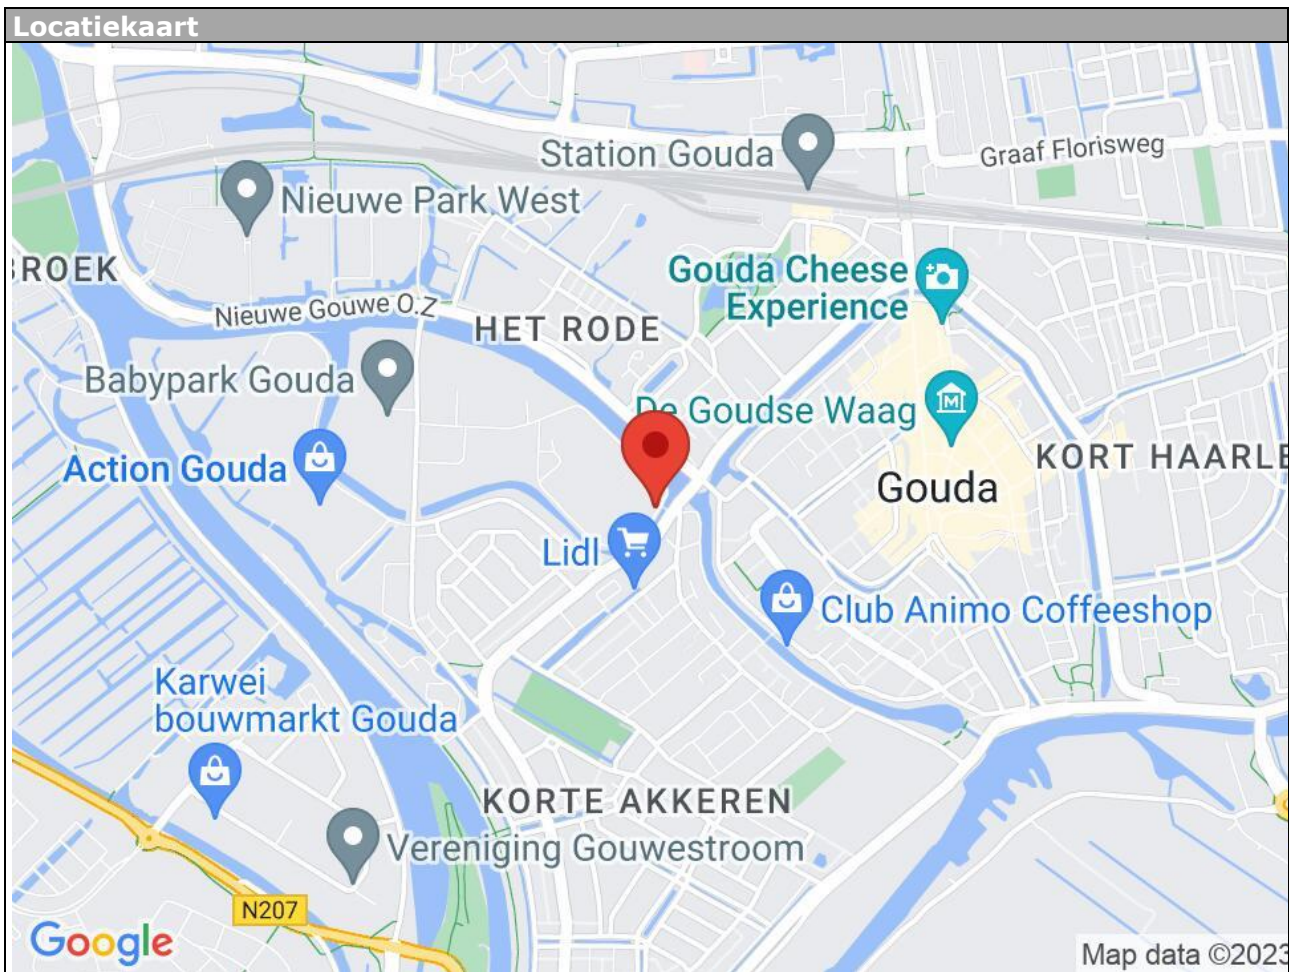 Locatiekaart
Station Gouda
Graaf Florisweg
Nieuwe Park West
BROEK
Gouda Cheese
Experience
Nieuwe Gouwe O.Z
HET RODE
Babypark Gouda
De Goudse Waag
M
KORT HAARLE
Action Gouda
Gouda
Lidl
Club Animo Coffeeshop
Karwei
bouwmarkt Gouda
KORTE AKKEREN
Vereniging Gouwestroom
N207
Google
Map data ©2023